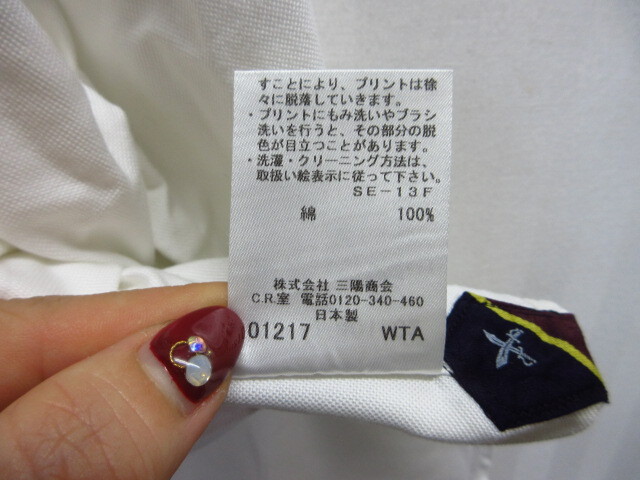 すことにより、プリントは徐
々に脱落していきます。
・プリントにもみ洗いやブラシ
洗いを行うと、その部分の脱
色が目立つことがあります。
・洗濯・クリーニング方法は、
取扱い絵表示に従って下さい。
SE-13F
綿 100%
株式会社 三陽商会
C.R.室 電話0120-340-460
日本製
01217 WTA